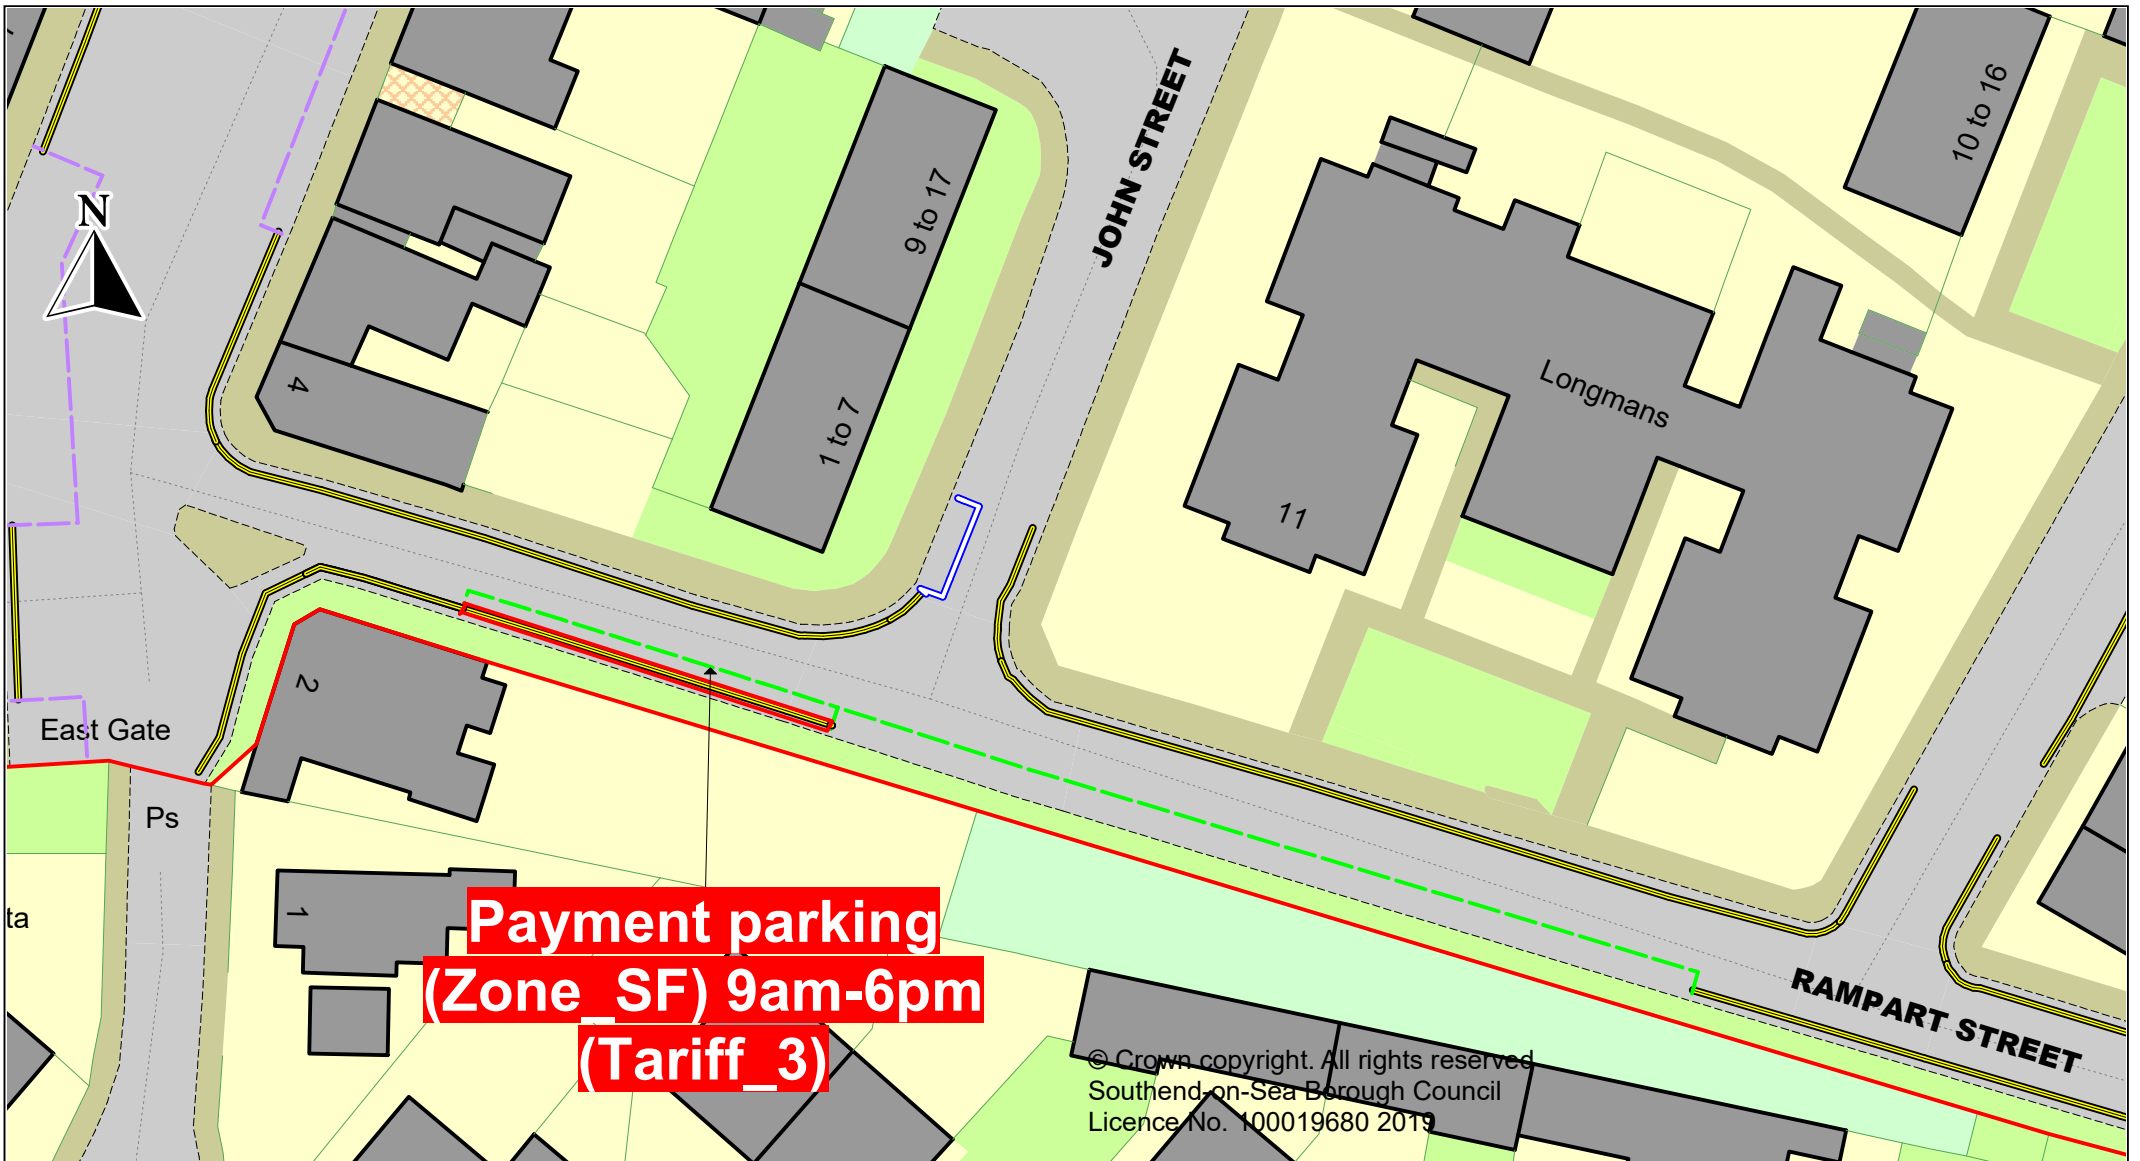 N
JOHN STREET
10 to 16
9 to 17
4
Longmans
1 to 7
11
2
East Gate
Ps
ta
1
Payment parking
(Zone_SF) 9am-6pm
(Tariff_3)
RAMPART STREET
© Crown copyright. All rights reserved
Southend-on-Sea Borough Council
Licence No. 100019680 2019